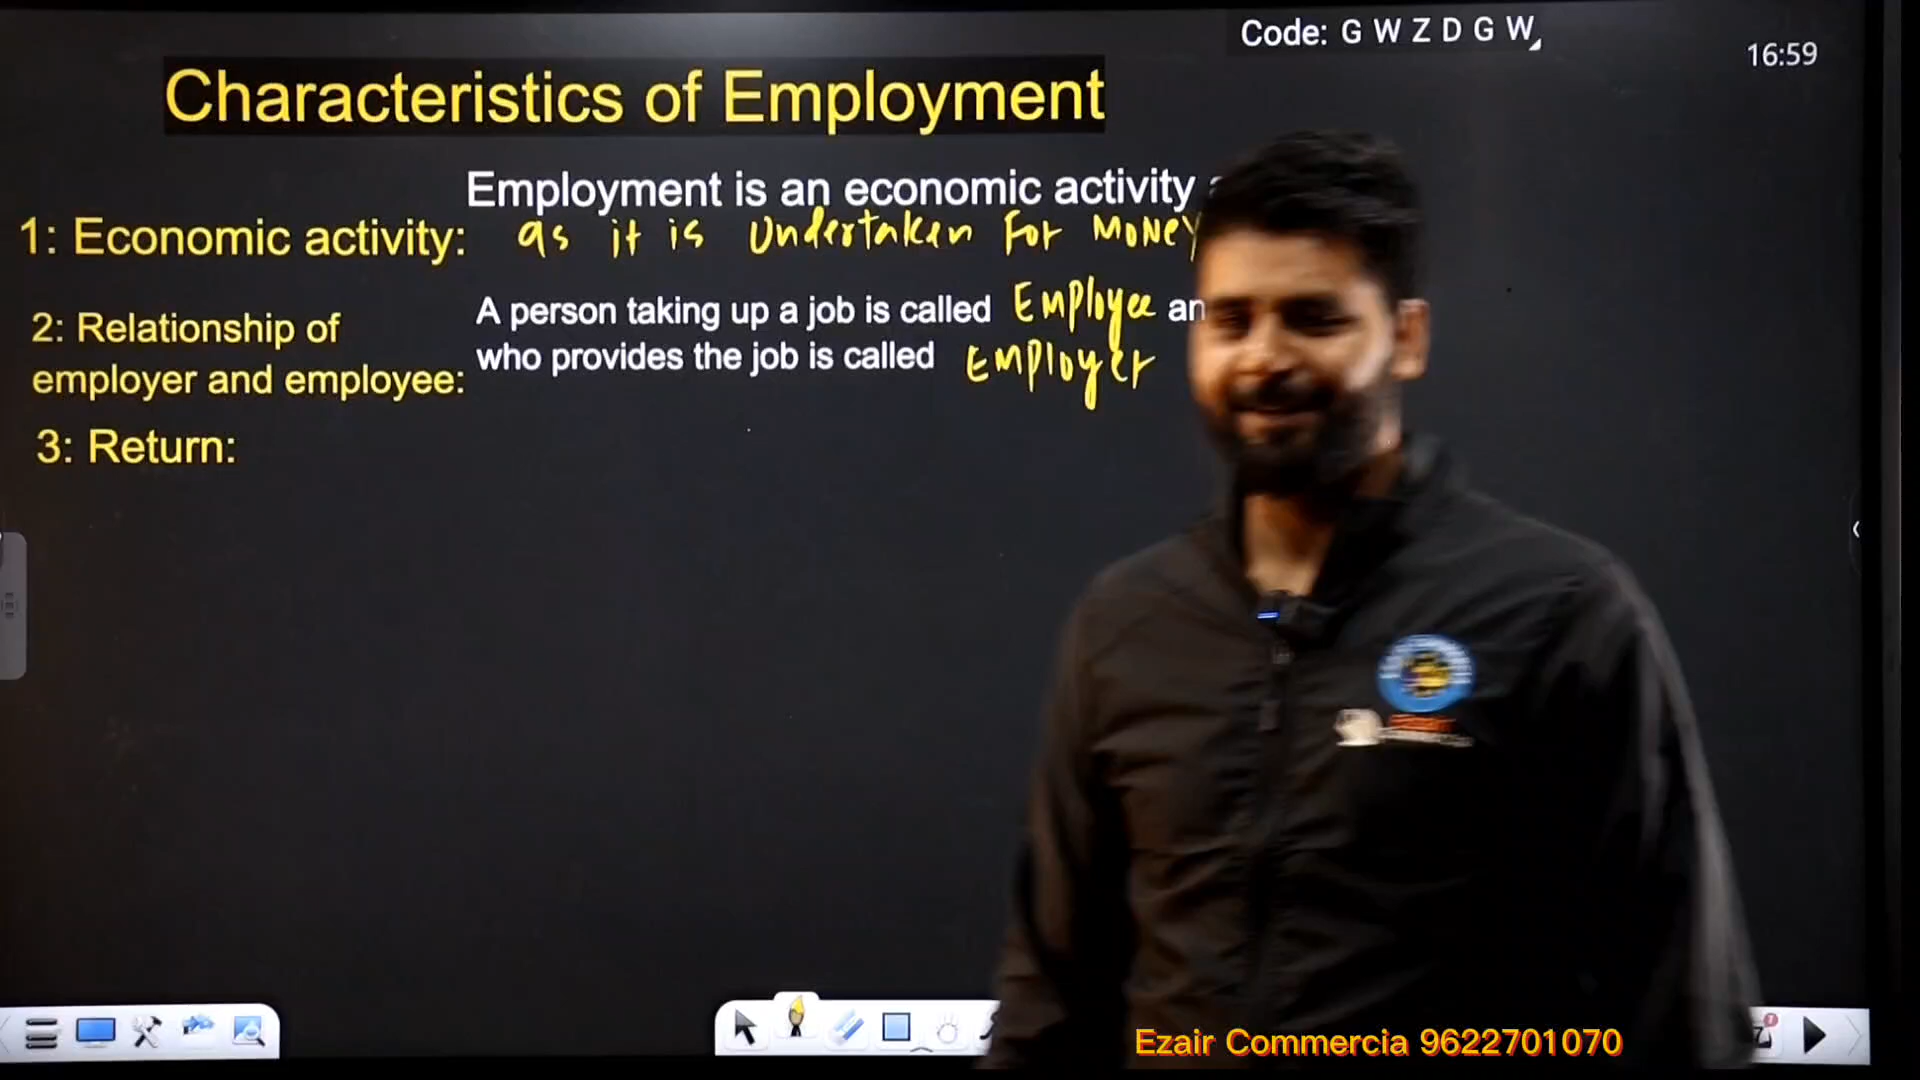 Code: G W Z D G W
16:59
Characteristics of Employment
Employment is an economic activity
1: Economic activity: as it is undertaken For MoNey
2: Relationship of
employer and employee:
A person taking up a job is called Employee an
who provides the job is called Employer
3: Return:
Ezair Commercia 9622701070